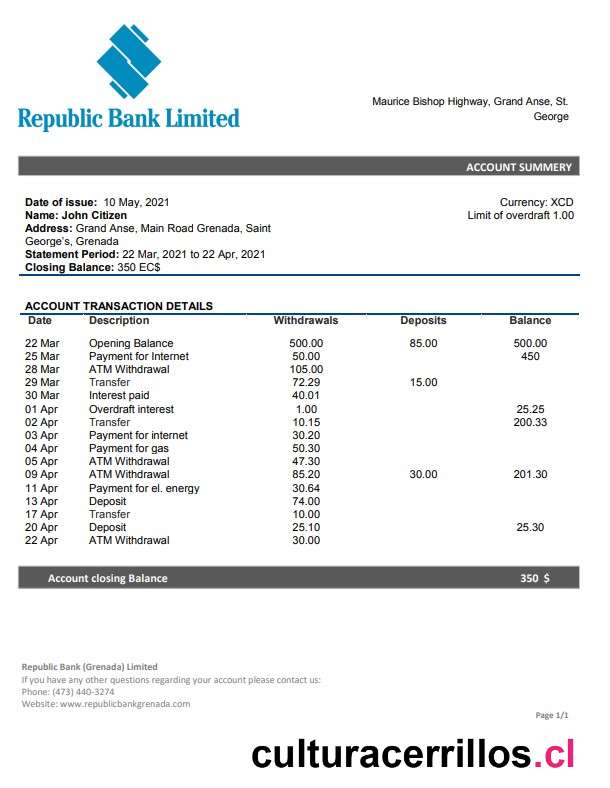 Republic Bank Limited
Maurice Bishop Highway, Grand Anse, St.
George
ACCOUNT SUMMERY
Date of issue: 10 May, 2021
Currency: XCD
Name: John Citizen
Limit of overdraft 1.00
Address: Grand Anse, Main Road Grenada, Saint
George's, Grenada
Statement Period: 22 Mar, 2021 to 22 Apr, 2021
Closing Balance: 350 EC$
ACCOUNT TRANSACTION DETAILS
Date Description Withdrawals Deposits Balance
22 Mar Opening Balance 500.00 85.00 500.00
25 Mar Payment for Internet 50.00 450
28 Mar ATM Withdrawal 105.00
29 Mar Transfer 72.29 15.00
30 Mar Interest paid 40.01
01 Apr Overdraft interest 1.00 25.25
02 Apr Transfer 10.15 200.33
03 Apr Payment for internet 30.20
04 Apr Payment for gas 50.30
05 Apr ATM Withdrawal 47.30
09 Apr ATM Withdrawal 85.20 30.00 201.30
11 Apr Payment for el. energy 30.64
13 Apr Deposit 74.00
17 Apr Transfer 10.00
20 Apr Deposit 25.10 25.30
22 Apr ATM Withdrawal 30.00
Account closing Balance 350 $
Republic Bank (Grenada) Limited
If you have any other questions regarding your account please contact us:
Phone: (473) 440-3274
Website: www.republicbankgrenada.com
Page 1/1
culturacerrillos.cl